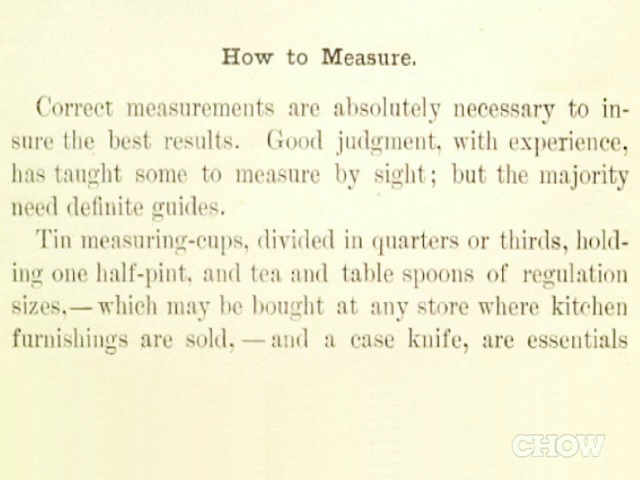 How to Measure.
Correct measurements are absolutely necessary to in-
sure the best results. Good judgment, with experience,
has taught some to measure by sight; but the majority
need definite guides.
Tin measuring-cups, divided in quarters or thirds, hold-
ing one half-pint, and tea and table spoons of regulation
sizes,—which may be bought at any store where kitchen
furnishings are sold,—and a case knife, are essentials
CHOW